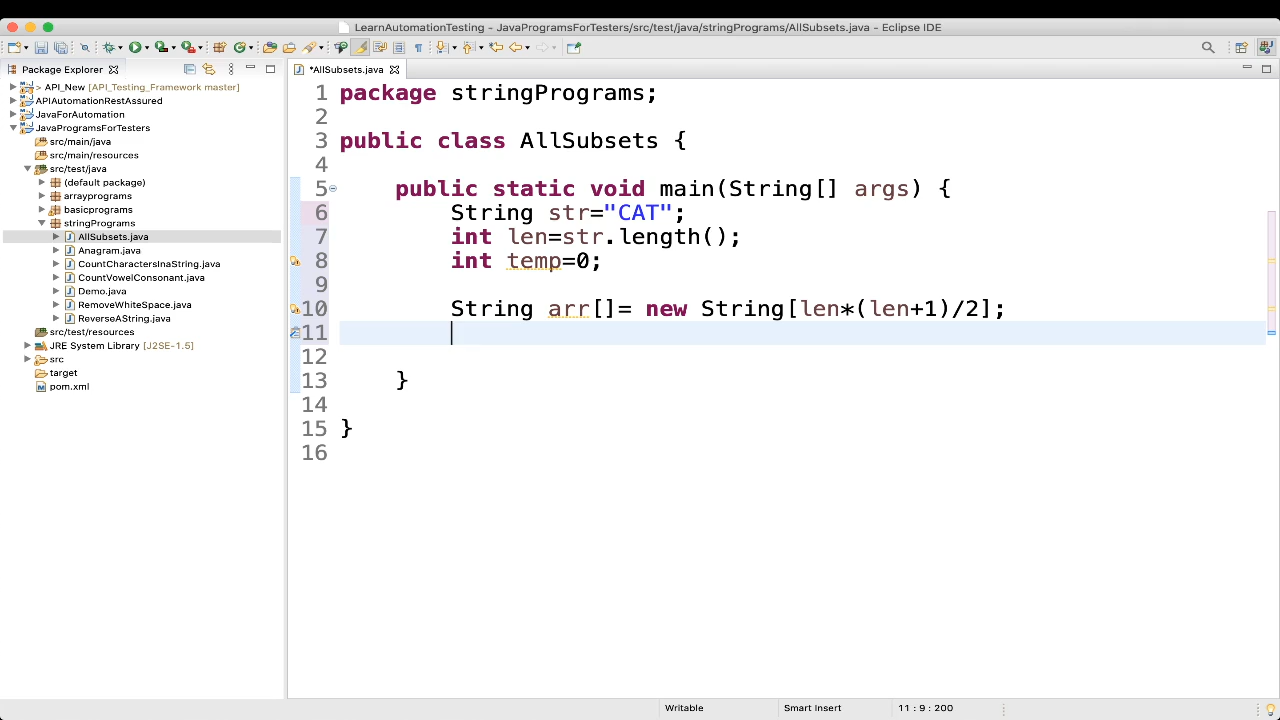 LearnAutomationTesting - JavaProgramsForTesters/src/test/java/stringPrograms/AllSubsets.java - Eclipse IDE
Package Explorer
> API_New [API_Testing_Framework master]
APIAutomationRestAssured
JavaForAutomation
JavaProgramsForTesters
src/main/java
src/main/resources
src/test/java
(default package)
arrayprograms
basicprograms
stringPrograms
AllSubsets.java
Anagram.java
CountCharactersInaString.java
CountVowelConsonant.java
Demo.java
RemoveWhiteSpace.java
ReverseAString.java
src/test/resources
JRE System Library [J2SE-1.5]
src
target
pom.xml
*AllSubsets.java
1 package stringPrograms;
2
3 public class AllSubsets {
4
5 public static void main(String[] args) {
6 String str="CAT";
7 int len=str.length();
8 int temp=0;
9
10 String arr[]= new String[len*(len+1)/2];
11
12
13 }
14
15 }
16
Writable Smart Insert 11 : 9 : 200